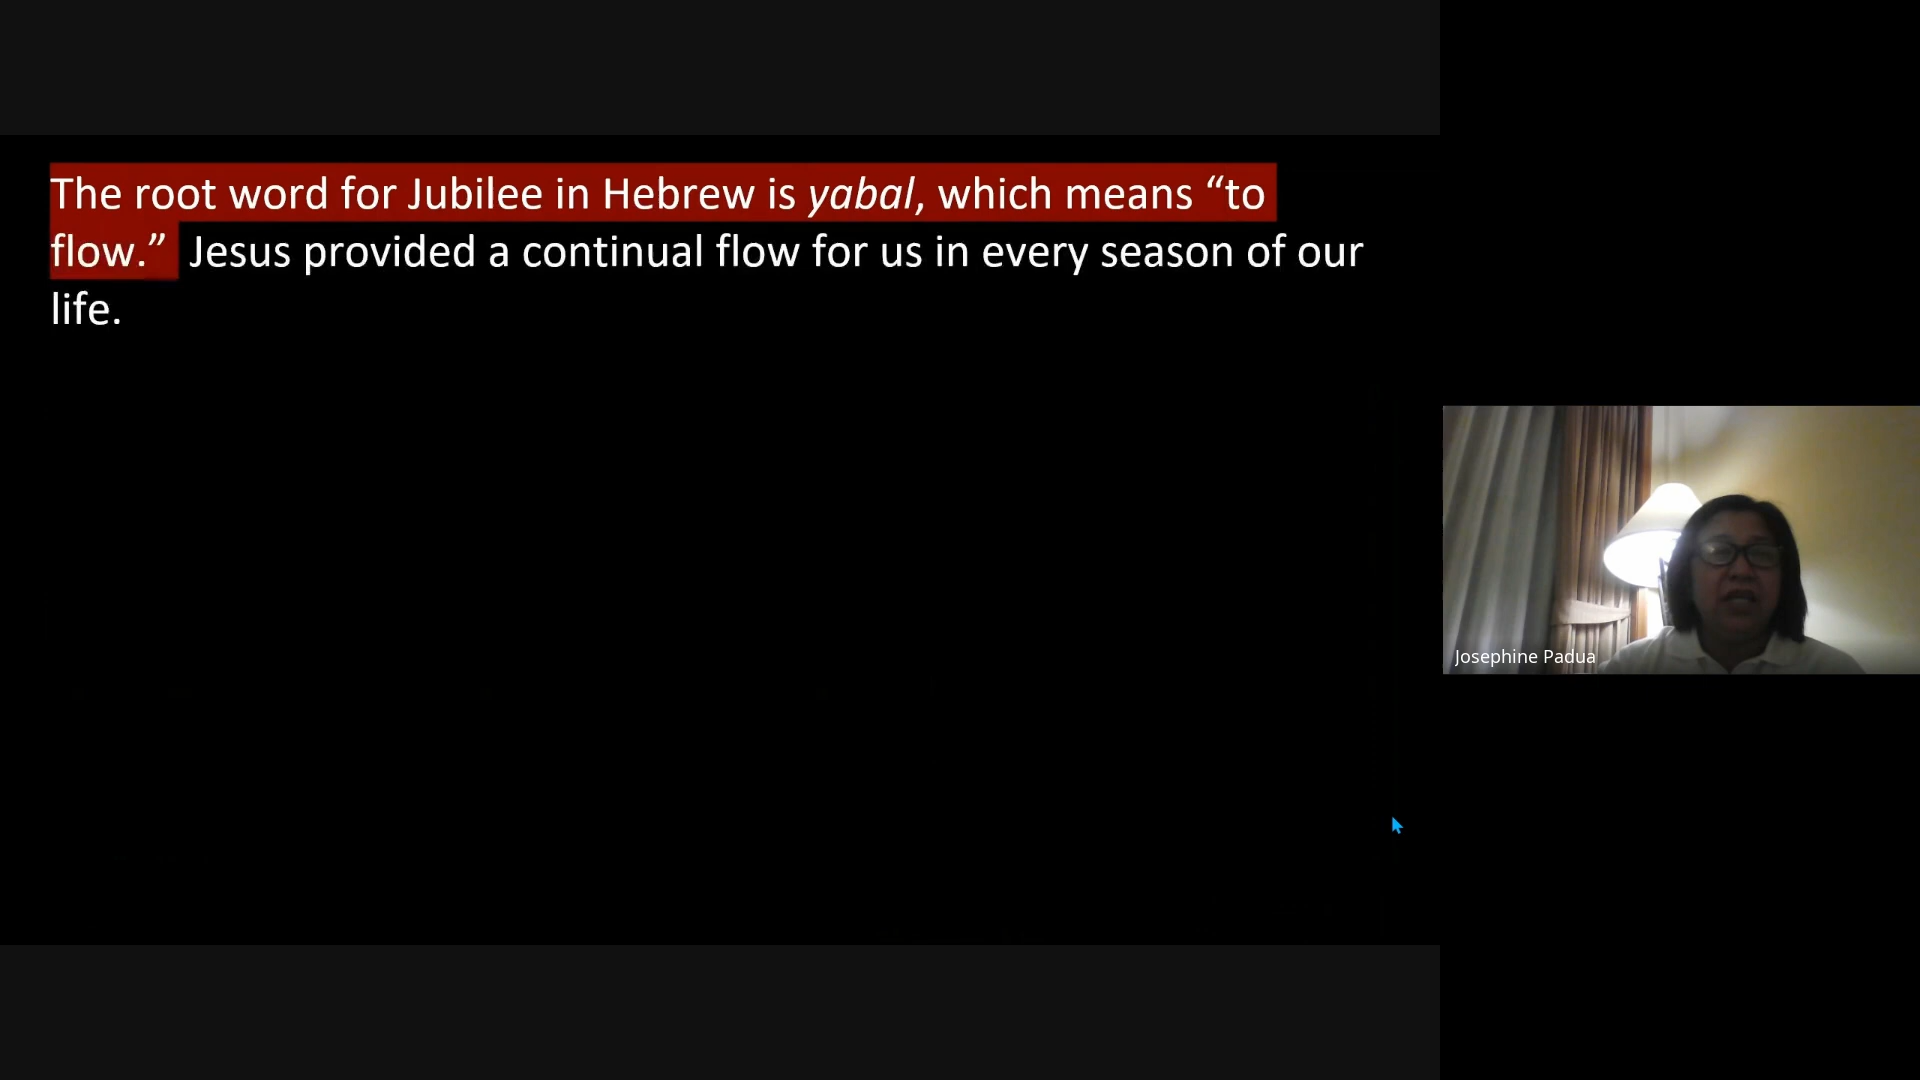 The root word for Jubilee in Hebrew is yabal, which means “to
flow.” Jesus provided a continual flow for us in every season of our
life.
Josephine Padua